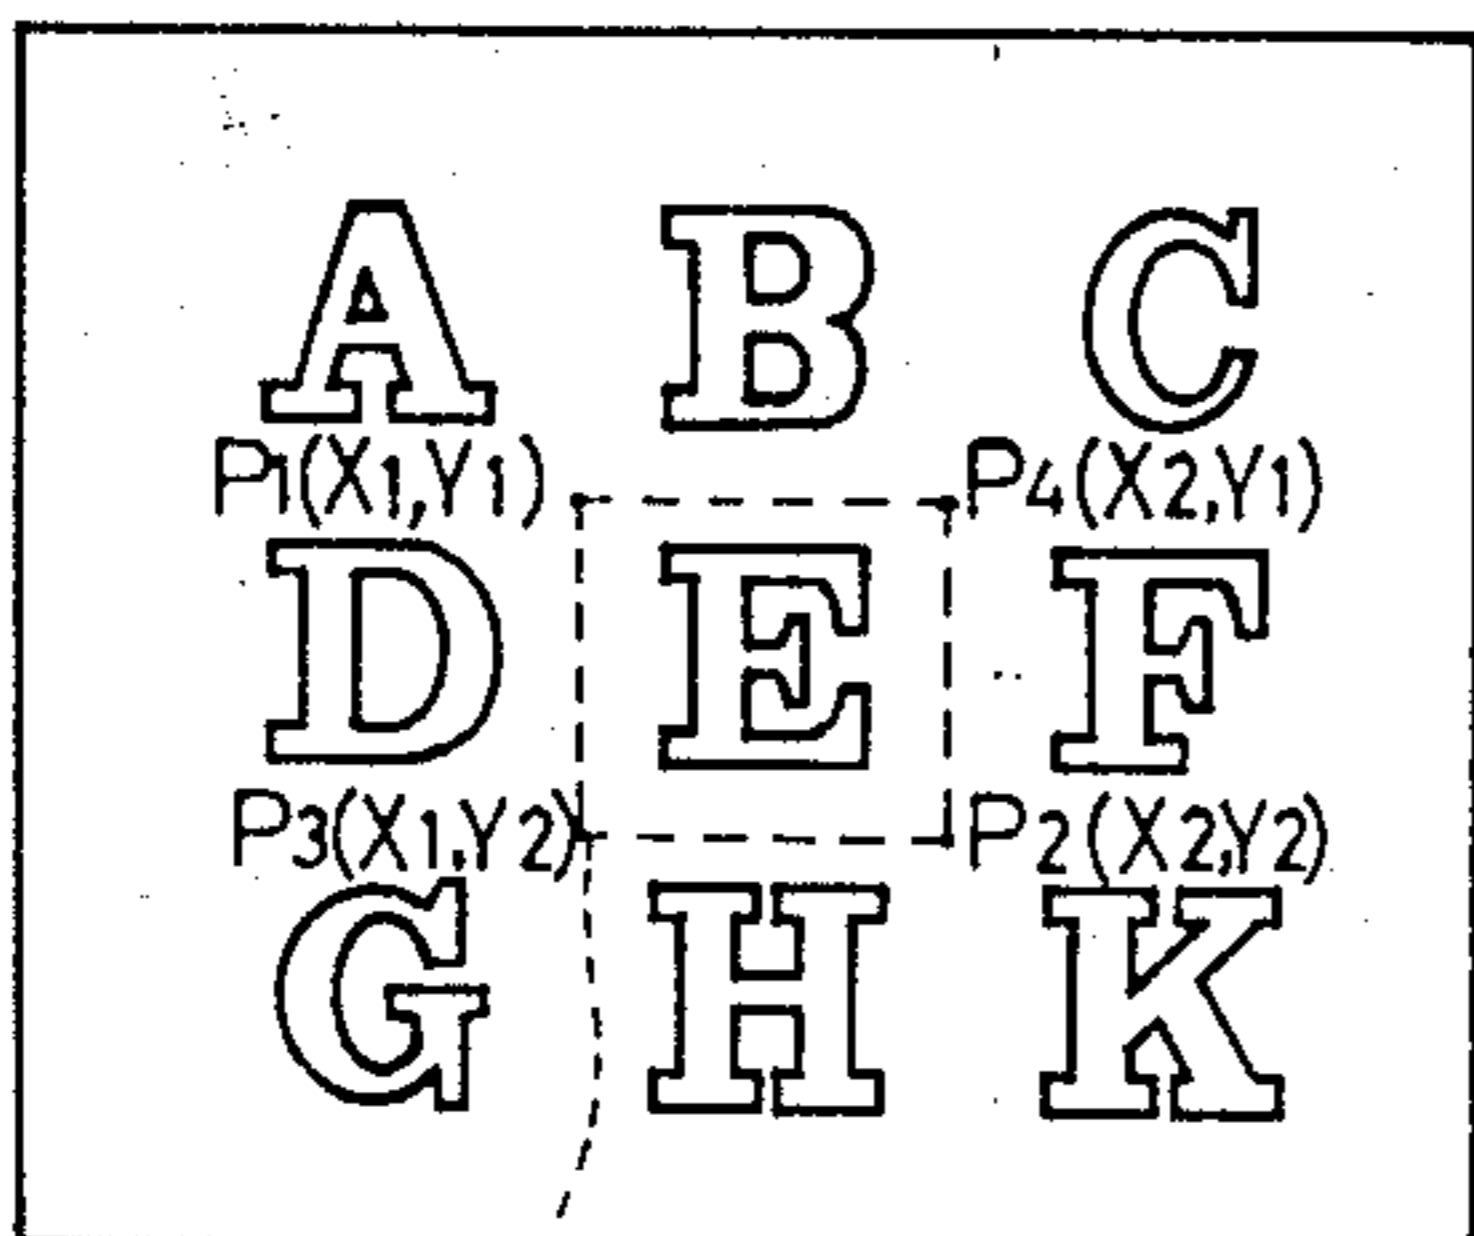 A B C
P1(X1,Y1) P4(X2,Y1)
D E F
P3(X1,Y2) P2(X2,Y2)
G H K